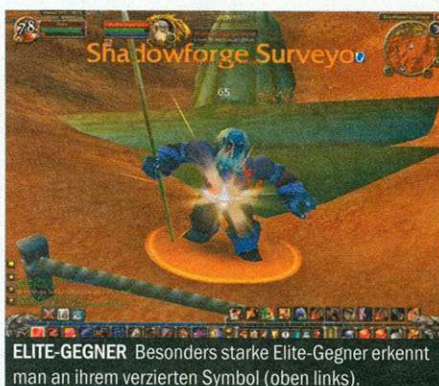 Shadowforge Surveyo
65
ELITE-GEGNER Besonders starke Elite-Gegner erkennt
man an ihrem verzierten Symbol (oben links).